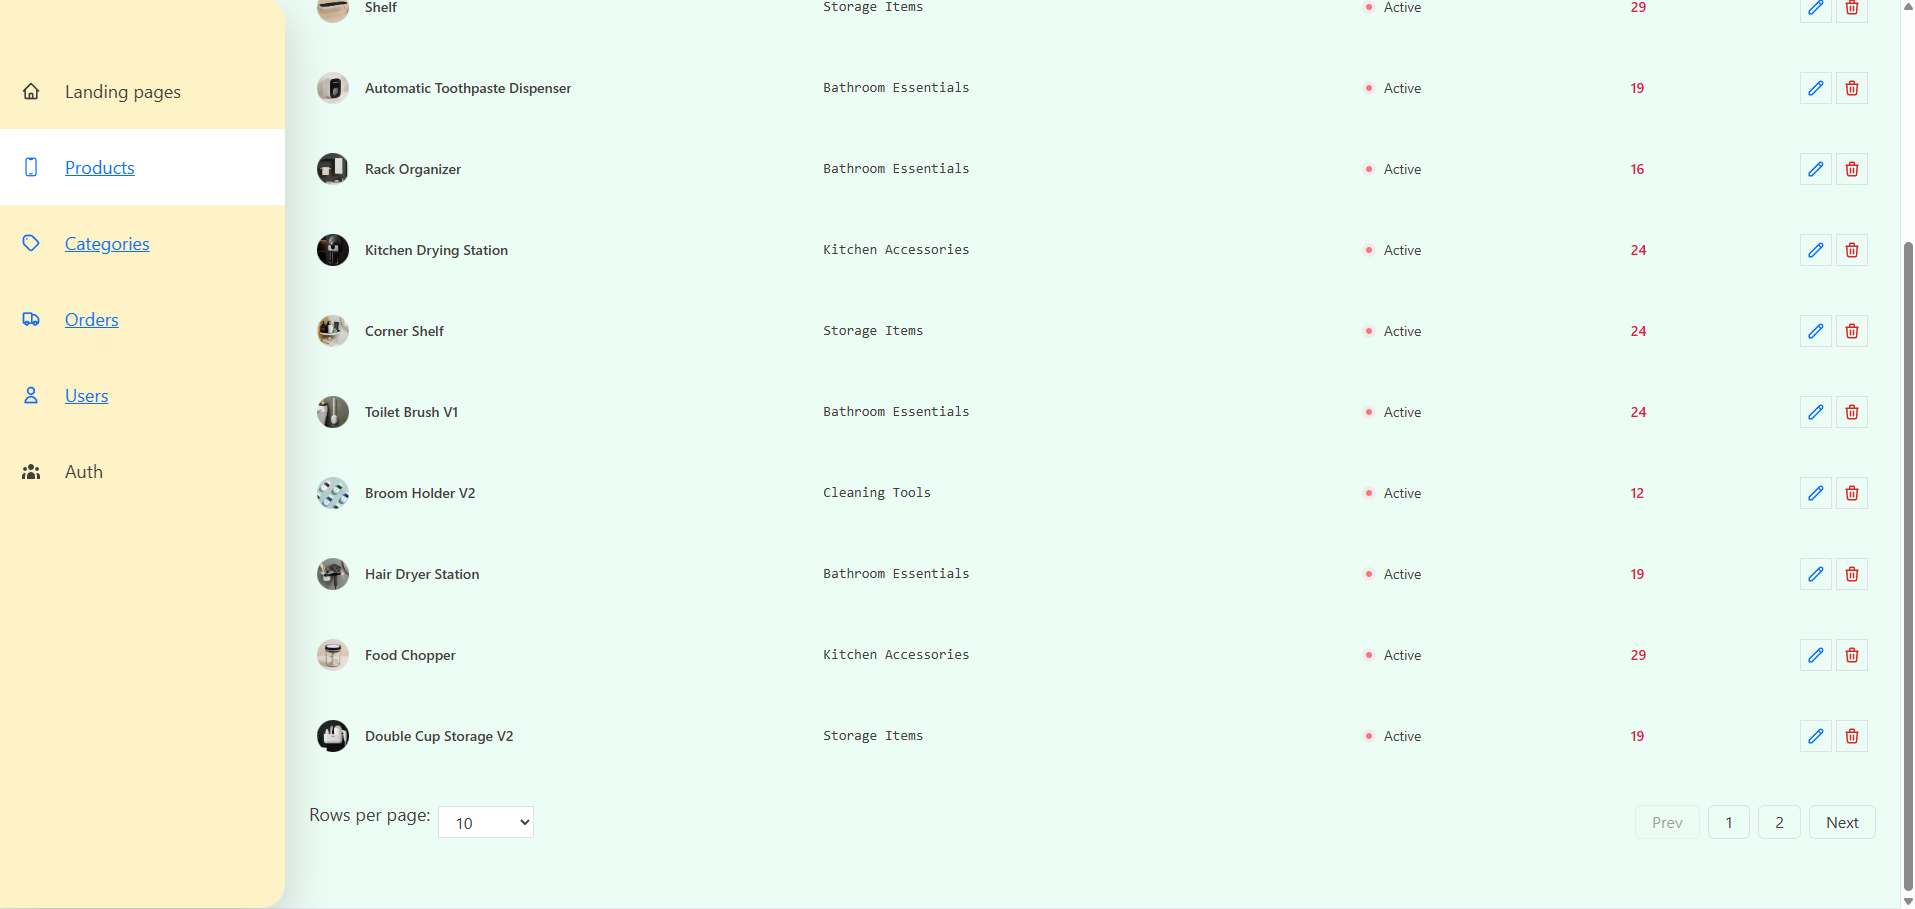 Landing pages
Products
Categories
Orders
Users
Auth
Shelf Storage Items Active 29
Automatic Toothpaste Dispenser Bathroom Essentials Active 19
Rack Organizer Bathroom Essentials Active 16
Kitchen Drying Station Kitchen Accessories Active 24
Corner Shelf Storage Items Active 24
Toilet Brush V1 Bathroom Essentials Active 24
Broom Holder V2 Cleaning Tools Active 12
Hair Dryer Station Bathroom Essentials Active 19
Food Chopper Kitchen Accessories Active 29
Double Cup Storage V2 Storage Items Active 19
Rows per page: 10 Prev 1 2 Next